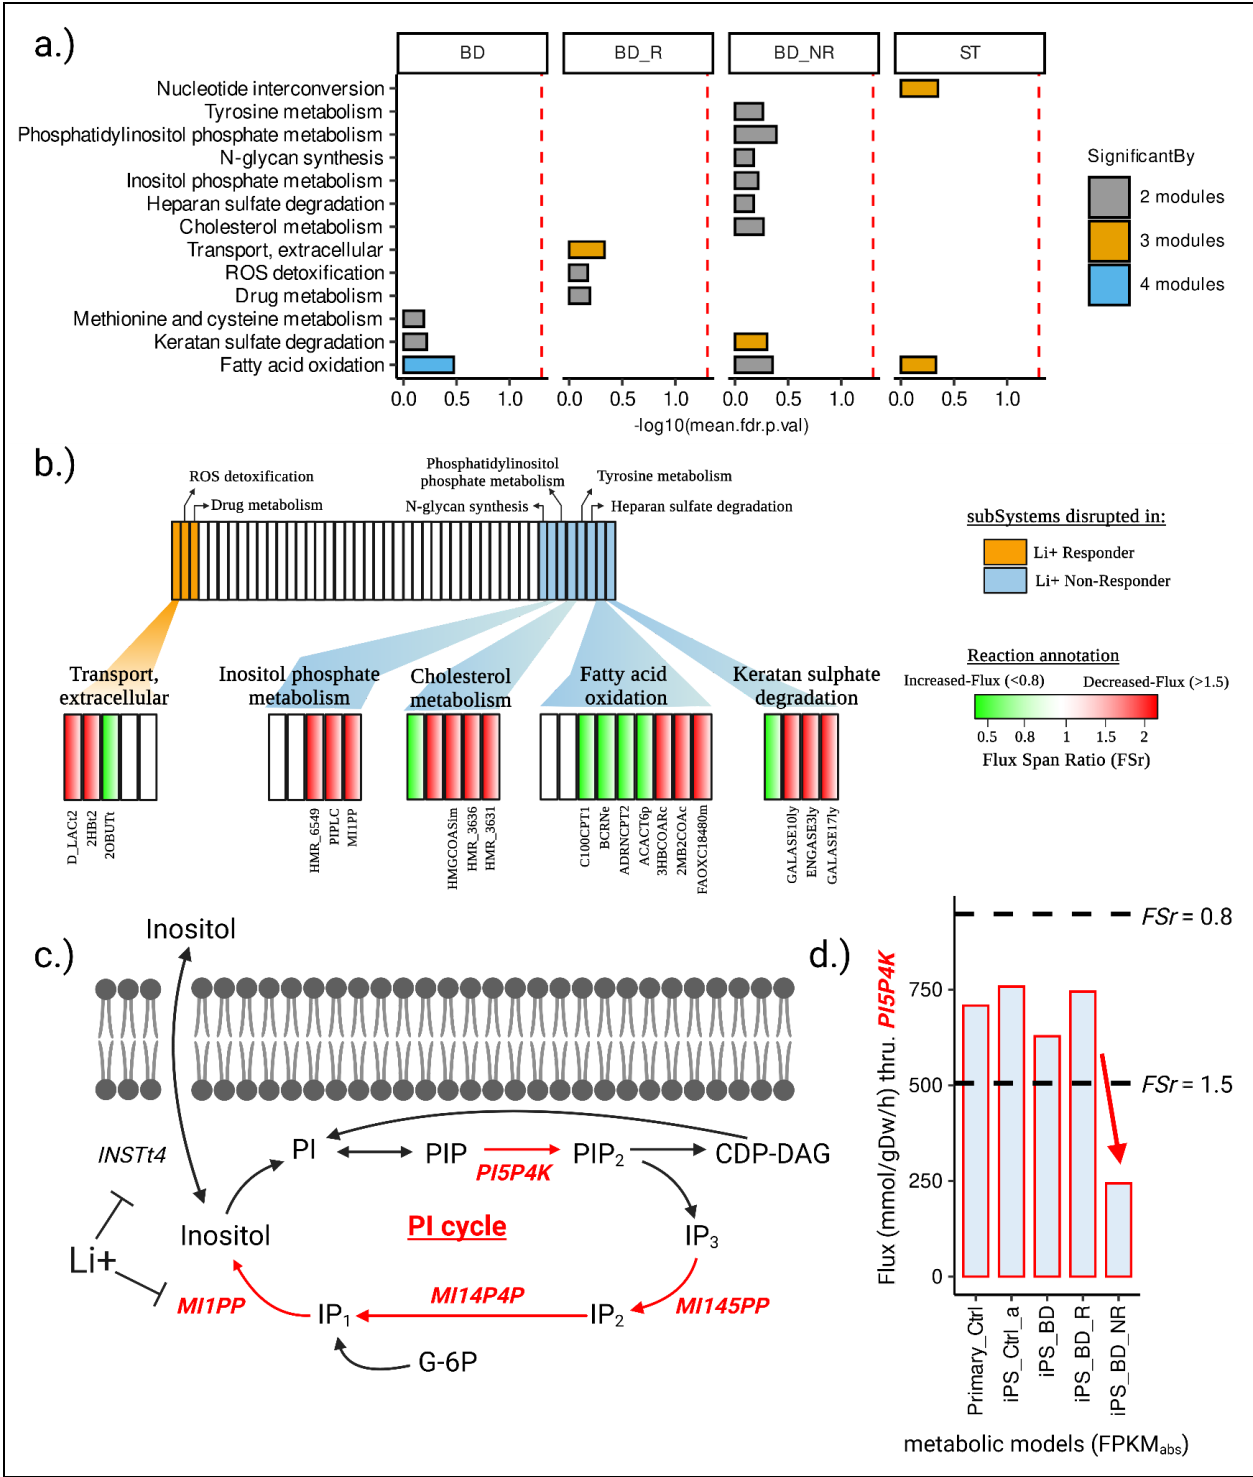 a.)
BD
BD_R
BD_NR
ST
Nucleotide interconversion
Tyrosine metabolism
Phosphatidylinositol phosphate metabolism
N-glycan synthesis
Inositol phosphate metabolism
Heparan sulfate degradation
Cholesterol metabolism
Transport, extracellular
ROS detoxification
Drug metabolism
Methionine and cysteine metabolism
Keratan sulfate degradation
Fatty acid oxidation
0.0 0.5 1.0
0.0 0.5 1.0
0.0 0.5 1.0
0.0 0.5 1.0
-log10(mean.fdr.p.val)
SignificantBy
2 modules
3 modules
4 modules
b.)
ROS detoxification
Drug metabolism
Phosphatidylinositol
phosphate metabolism
N-glycan synthesis
Tyrosine metabolism
Heparan sulfate degradation
subSystems disrupted in:
Li+ Responder
Li+ Non-Responder
Transport,
extracellular
Inositol phosphate
metabolism
Cholesterol
metabolism
Fatty acid
oxidation
Keratan sulphate
degradation
Reaction annotation
Increased-Flux (<0.8)
Decreased-Flux (>1.5)
0.5 0.8 1 1.5 2
Flux Span Ratio (FSr)
D_LACt2
2HBt2
2OBUTt
HMR_6549
PIPLC
MI1PP
HMGCOASim
HMR_3636
HMR_3631
C100CPT1
BCRNe
ADRNCPT2
ACACT6p
3HBCOARc
2MB2COAc
FAOXC18480m
GALASE10ly
ENGASE3ly
GALASE17ly
c.)
Inositol
INSTt4
Li+
Inositol
PI
PIP
PI5P4K
PIP2
CDP-DAG
PI cycle
IP3
MI145PP
IP2
MI14P4P
IP1
MI1PP
G-6P
d.)
Flux (mmol/gDw/h) thru. PI5P4K
750
500
250
0
FSr = 0.8
FSr = 1.5
Primary_Ctrl
iPS_Ctrl_a
iPS_BD
iPS_BD_R
iPS_BD_NR
metabolic models (FPKMabs)